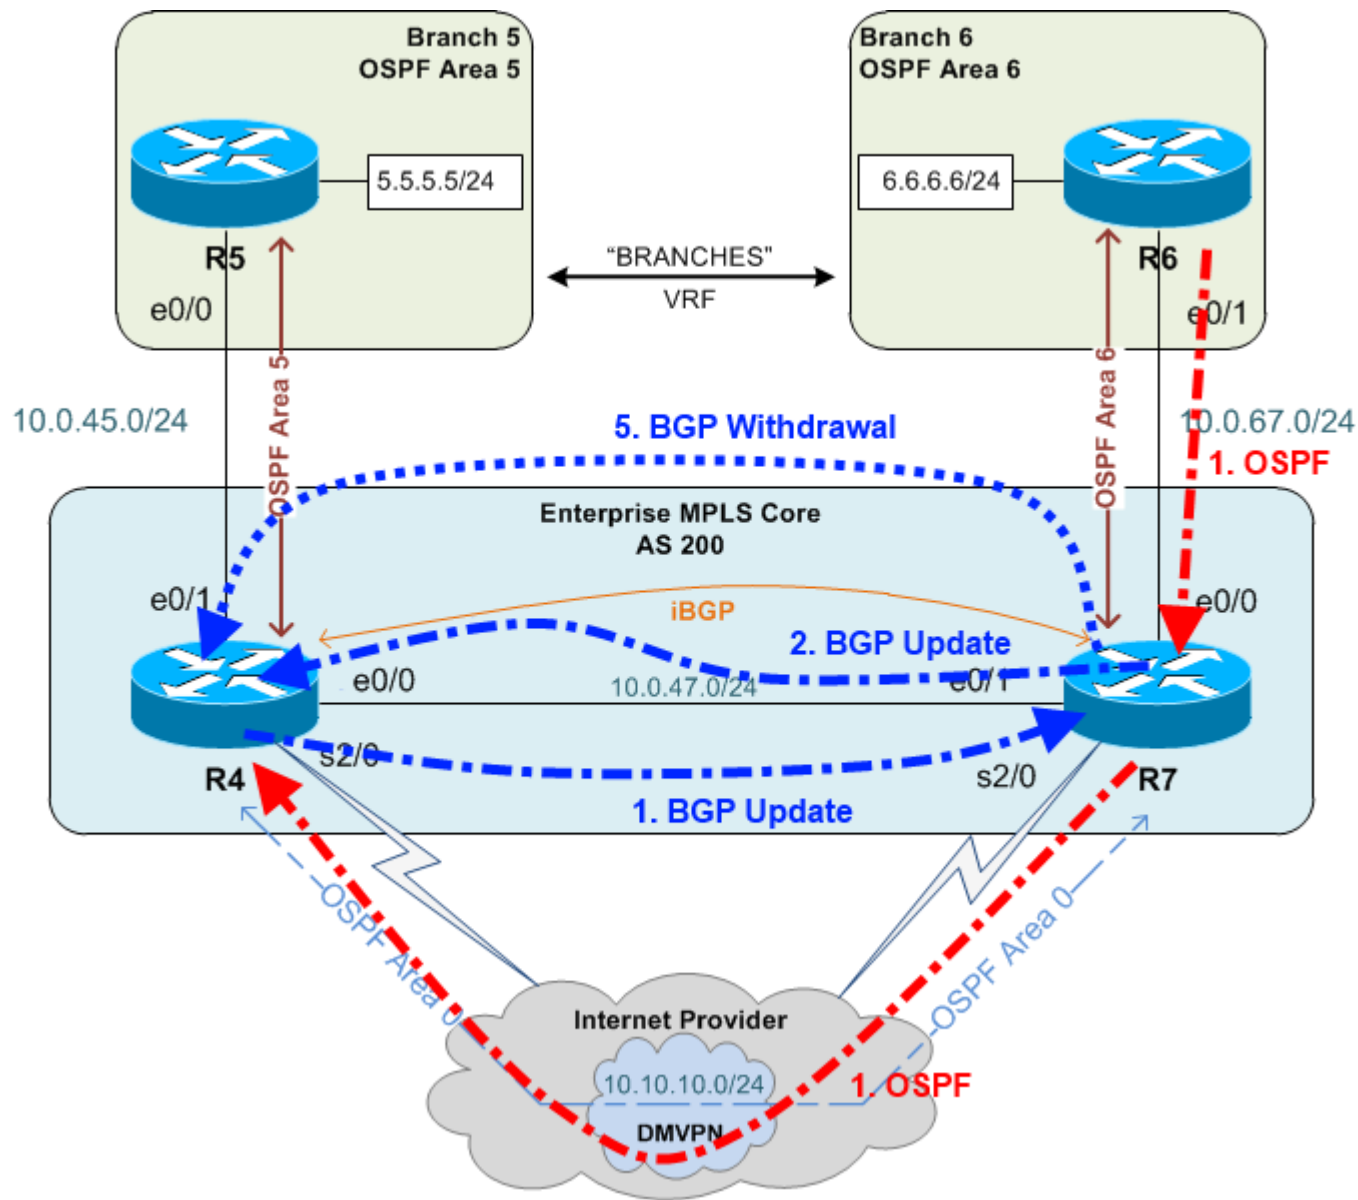 Branch 5
OSPF Area 5
Branch 6
OSPF Area 6
5.5.5.5/24
6.6.6.6/24
R5
R6
“BRANCHES"
VRF
e0/0
e0/1
OSPF Area 5
OSPF Area 6
10.0.45.0/24
10.0.67.0/24
5. BGP Withdrawal
1. OSPF
Enterprise MPLS Core
AS 200
e0/1
e0/0
iBGP
2. BGP Update
e0/0
10.0.47.0/24
e0/1
s2/0
s2/0
R4
R7
1. BGP Update
OSPF Area 0
OSPF Area 0
Internet Provider
10.10.10.0/24
1. OSPF
DMVPN